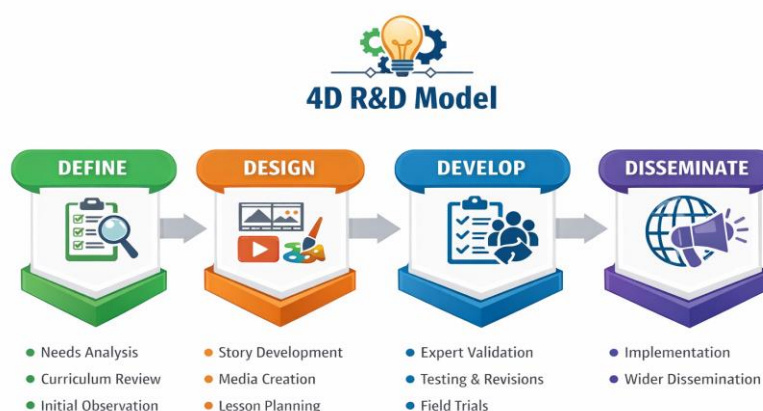 4D R&D Model
DEFINE
DESIGN
DEVELOP
DISSEMINATE
Needs Analysis
Curriculum Review
Initial Observation
Story Development
Media Creation
Lesson Planning
Expert Validation
Testing & Revisions
Field Trials
Implementation
Wider Dissemination